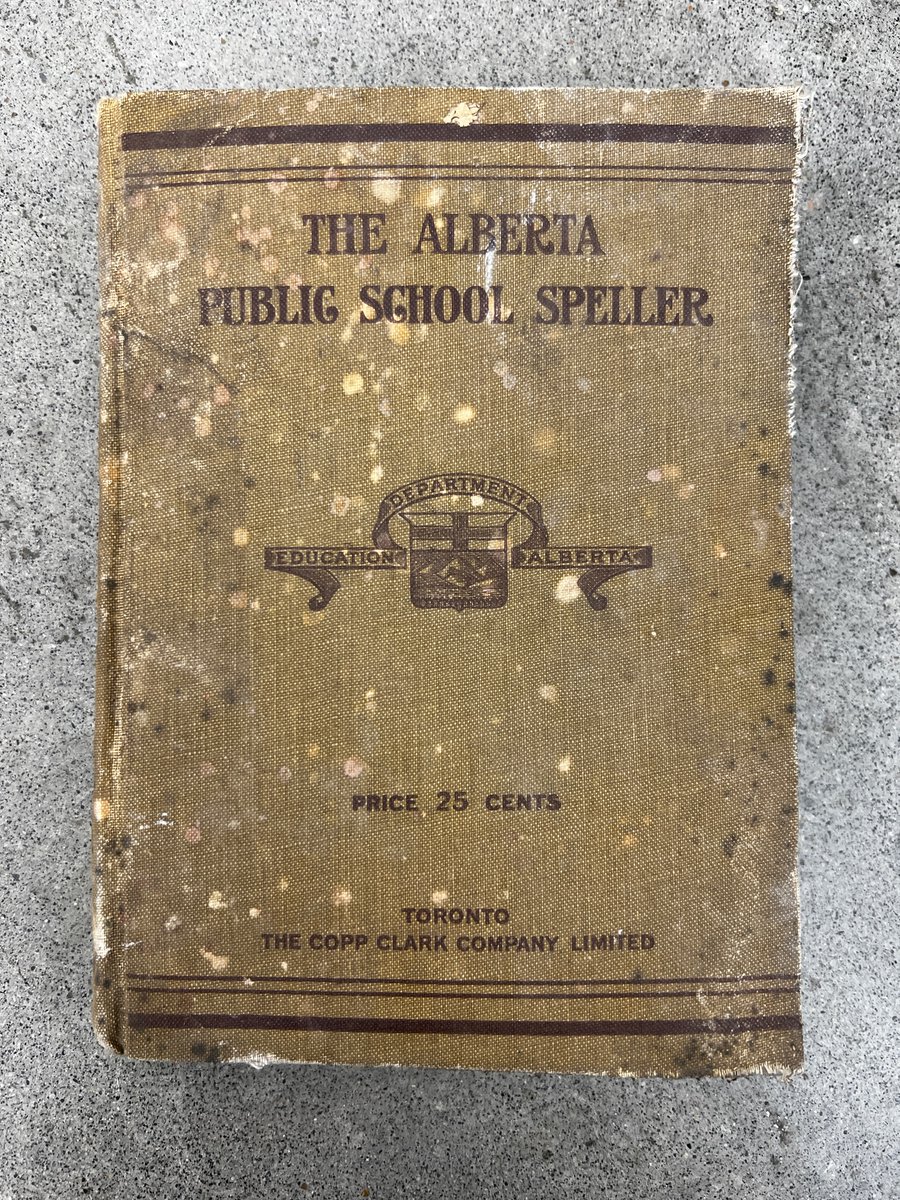 THE ALBERTA
PUBLIC SCHOOL SPELLER
DEPARTMENT
EDUCATION
ALBERTA
PRICE 25 CENTS
TORONTO
THE COPP CLARK COMPANY LIMITED